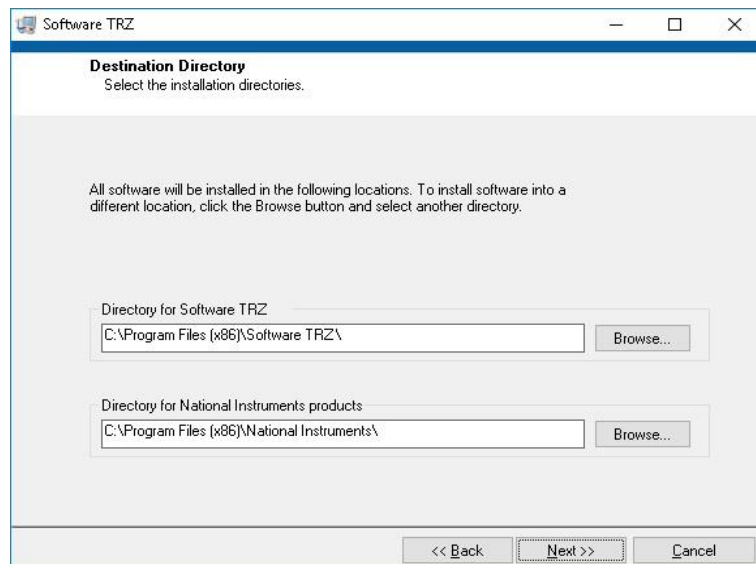 Software TRZ
Destination Directory
Select the installation directories.
All software will be installed in the following locations. To install software into a
different location, click the Browse button and select another directory.
Directory for Software TRZ
C:\Program Files (x86)\Software TRZ\
Browse...
Directory for National Instruments products
C:\Program Files (x86)\National Instruments\
Browse...
<< Back
Next >>
Cancel